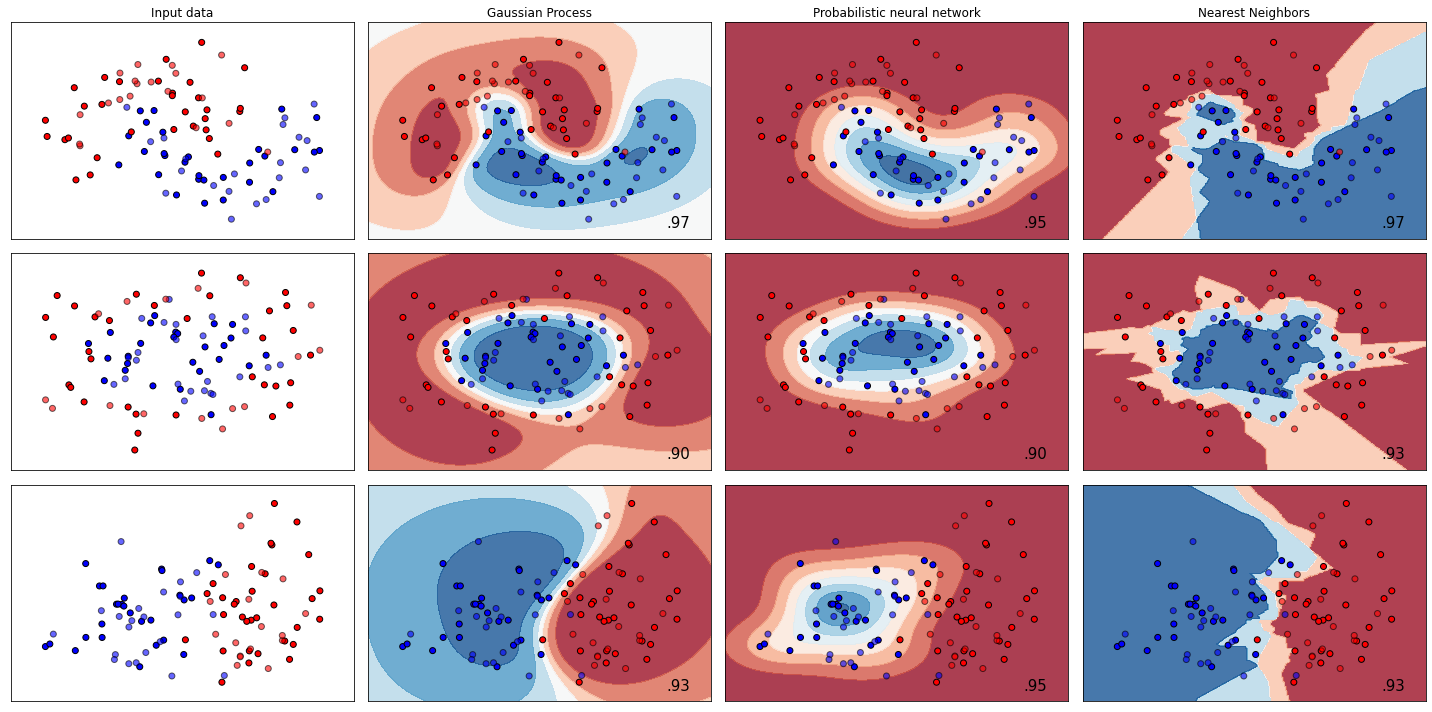 Input data
Gaussian Process
Probabilistic neural network
Nearest Neighbors
.97
.95
.97
.90
.90
.93
.93
.95
.93